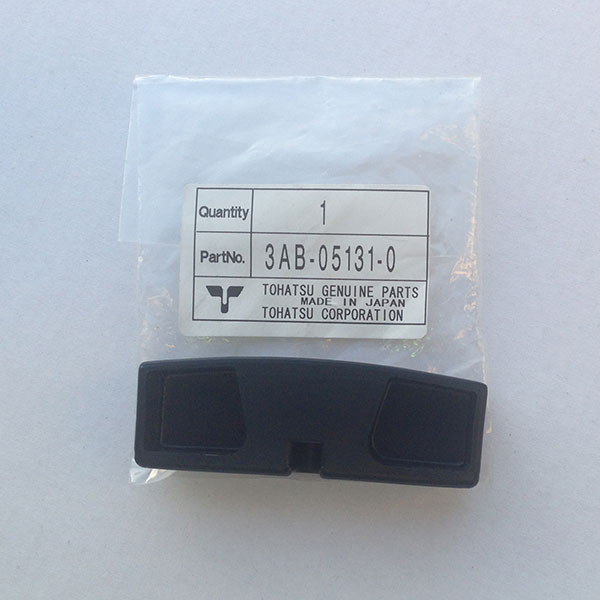 Quantity 1
PartNo. 3AB-05131-0
TOHATSU GENUINE PARTS
MADE IN JAPAN
TOHATSU CORPORATION